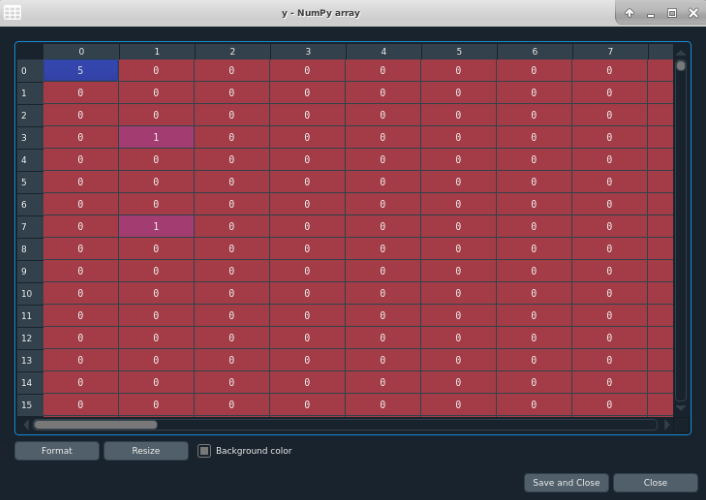 y - NumPy array
0 1 2 3 4 5 6 7
0 5 0 0 0 0 0 0 0
1 0 0 0 0 0 0 0 0
2 0 0 0 0 0 0 0 0
3 0 1 0 0 0 0 0 0
4 0 0 0 0 0 0 0 0
5 0 0 0 0 0 0 0 0
6 0 0 0 0 0 0 0 0
7 0 1 0 0 0 0 0 0
8 0 0 0 0 0 0 0 0
9 0 0 0 0 0 0 0 0
10 0 0 0 0 0 0 0 0
11 0 0 0 0 0 0 0 0
12 0 0 0 0 0 0 0 0
13 0 0 0 0 0 0 0 0
14 0 0 0 0 0 0 0 0
15 0 0 0 0 0 0 0 0
Format Resize Background color
Save and Close Close